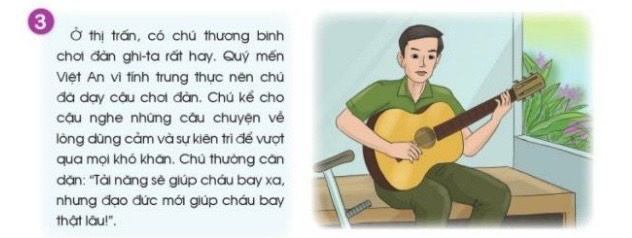 3
Ở thị trấn, có chú thương binh
chơi đàn ghi-ta rất hay. Quý mến
Việt An vì tính trung thực nên chú
đã dạy cậu chơi đàn. Chú kể cho
cậu nghe những câu chuyện về
lòng dũng cảm và sự kiên trì để vượt
qua mọi khó khăn. Chú thường căn
dặn: "Tài năng sẽ giúp cháu bay xa,
nhưng đạo đức mới giúp cháu bay
thật lâu!".